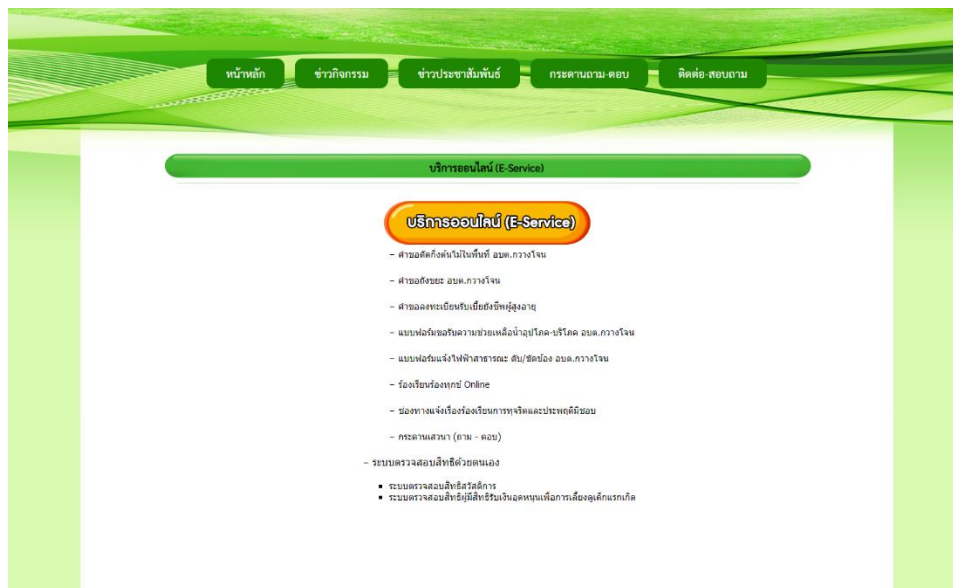 หน้าหลัก
ข่าวกิจกรรม
ข่าวประชาสัมพันธ์
กระดานถาม-ตอบ
ติดต่อ-สอบถาม
บริการออนไลน์ (E-Service)
บริการออนไลน์ (E-Service)
– คำขอตัดกิ่งต้นไม้ในพื้นที่ อบต.กวางโจน
– คำขอถังขยะ อบต.กวางโจน
– คำขอลงทะเบียนรับเบี้ยยังชีพผู้สูงอายุ
– แบบฟอร์มขอรับความช่วยเหลือน้ำอุปโภค-บริโภค อบต.กวางโจน
– แบบฟอร์มแจ้งไฟฟ้าสาธารณะ ดับ/ขัดข้อง อบต.กวางโจน
– ร้องเรียนร้องทุกข์ Online
– ช่องทางแจ้งเรื่องร้องเรียนการทุจริตและประพฤติมิชอบ
– กระดานเสวนา (ถาม - ตอบ)
– ระบบตรวจสอบสิทธิด้วยตนเอง
▪ ระบบตรวจสอบสิทธิสวัสดิการ
▪ ระบบตรวจสอบสิทธิผู้มีสิทธิรับเงินอุดหนุนเพื่อการเลี้ยงดูเด็กแรกเกิด